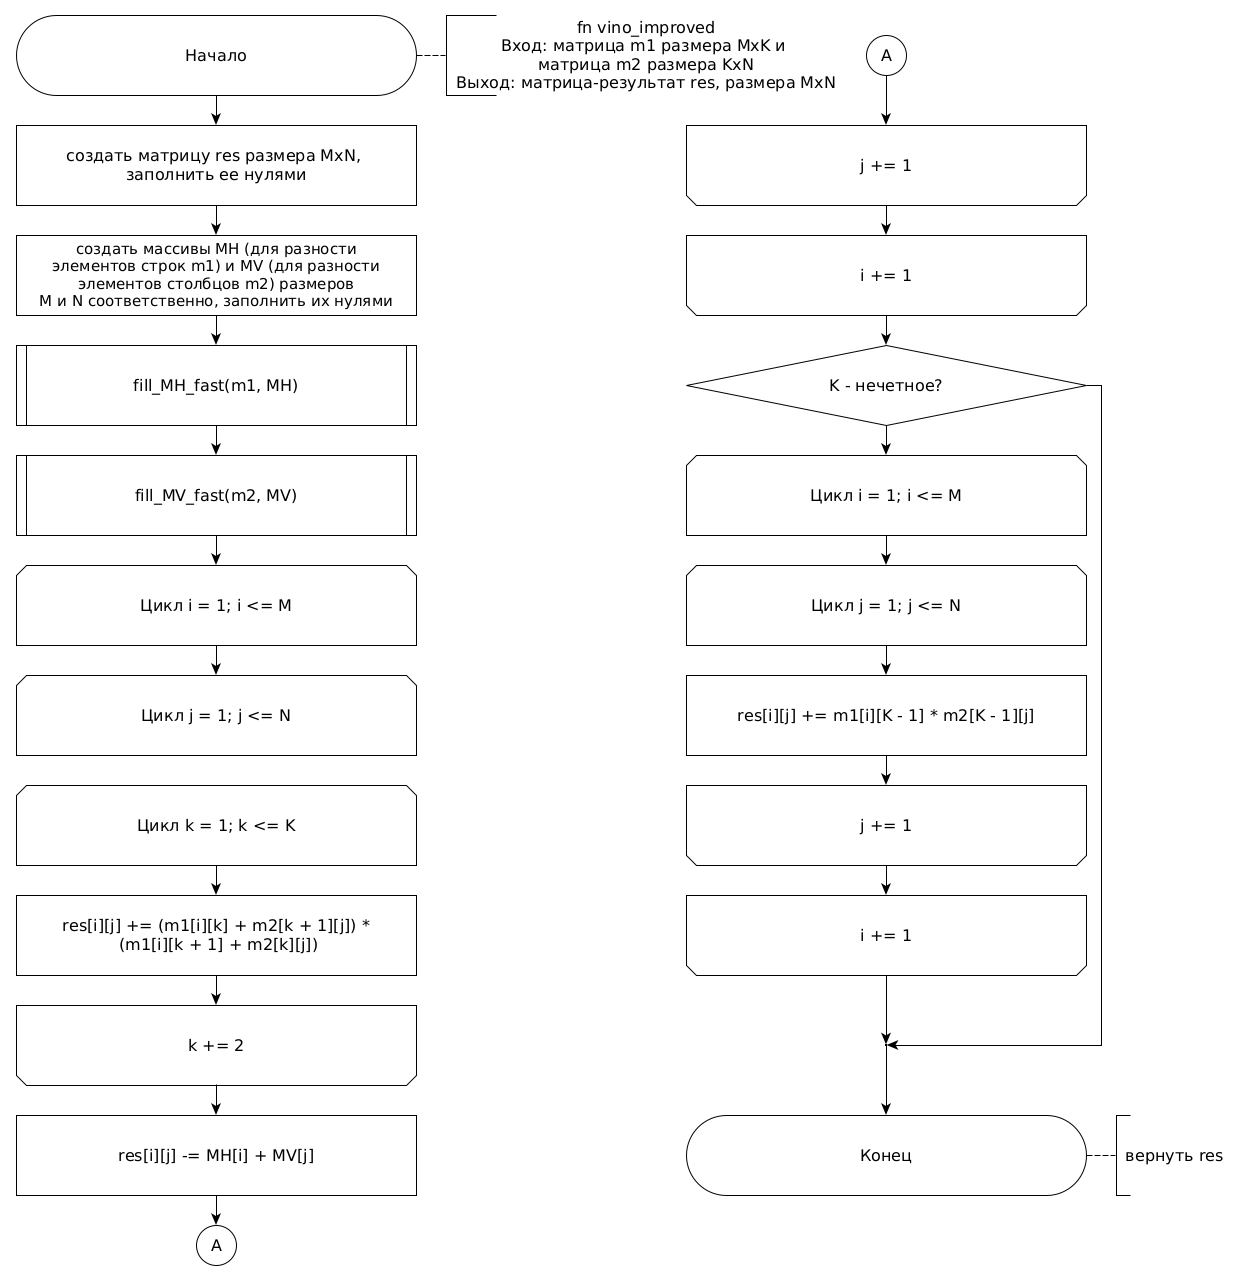 Начало
fn vino_improved
Вход: матрица m1 размера MxK и
матрица m2 размера KxN
Выход: матрица-результат res, размера MxN
создать матрицу res размера MxN,
заполнить ее нулями
создать массивы MH (для разности
элементов строк m1) и MV (для разности
элементов столбцов m2) размеров
M и N соответственно, заполнить их нулями
fill_MH_fast(m1, MH)
fill_MV_fast(m2, MV)
Цикл i = 1; i <= M
Цикл j = 1; j <= N
Цикл k = 1; k <= K
res[i][j] += (m1[i][k] + m2[k + 1][j]) *
(m1[i][k + 1] + m2[k][j])
k += 2
res[i][j] -= MH[i] + MV[j]
A
A
j += 1
i += 1
K - нечетное?
Цикл i = 1; i <= M
Цикл j = 1; j <= N
res[i][j] += m1[i][K - 1] * m2[K - 1][j]
j += 1
i += 1
Конец
вернуть res